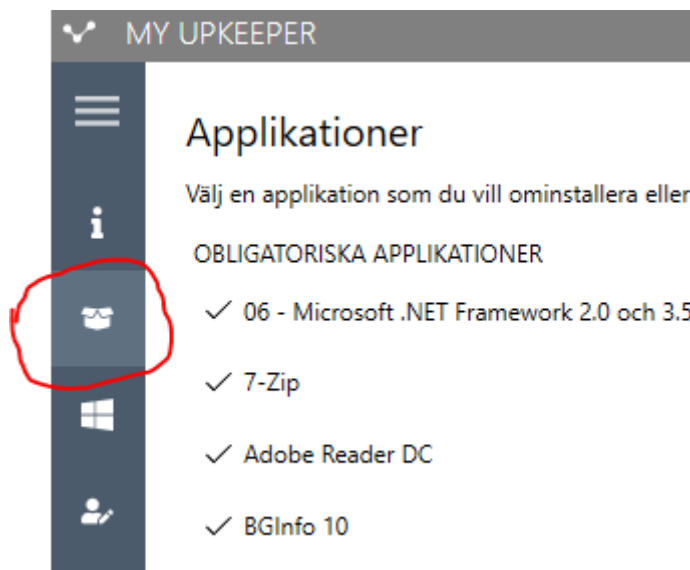 MY UPKEEPER
Applikationer
Välj en applikation som du vill ominstallera eller
OBLIGATORISKA APPLIKATIONER
06 - Microsoft .NET Framework 2.0 och 3.5
7-Zip
Adobe Reader DC
BGInfo 10